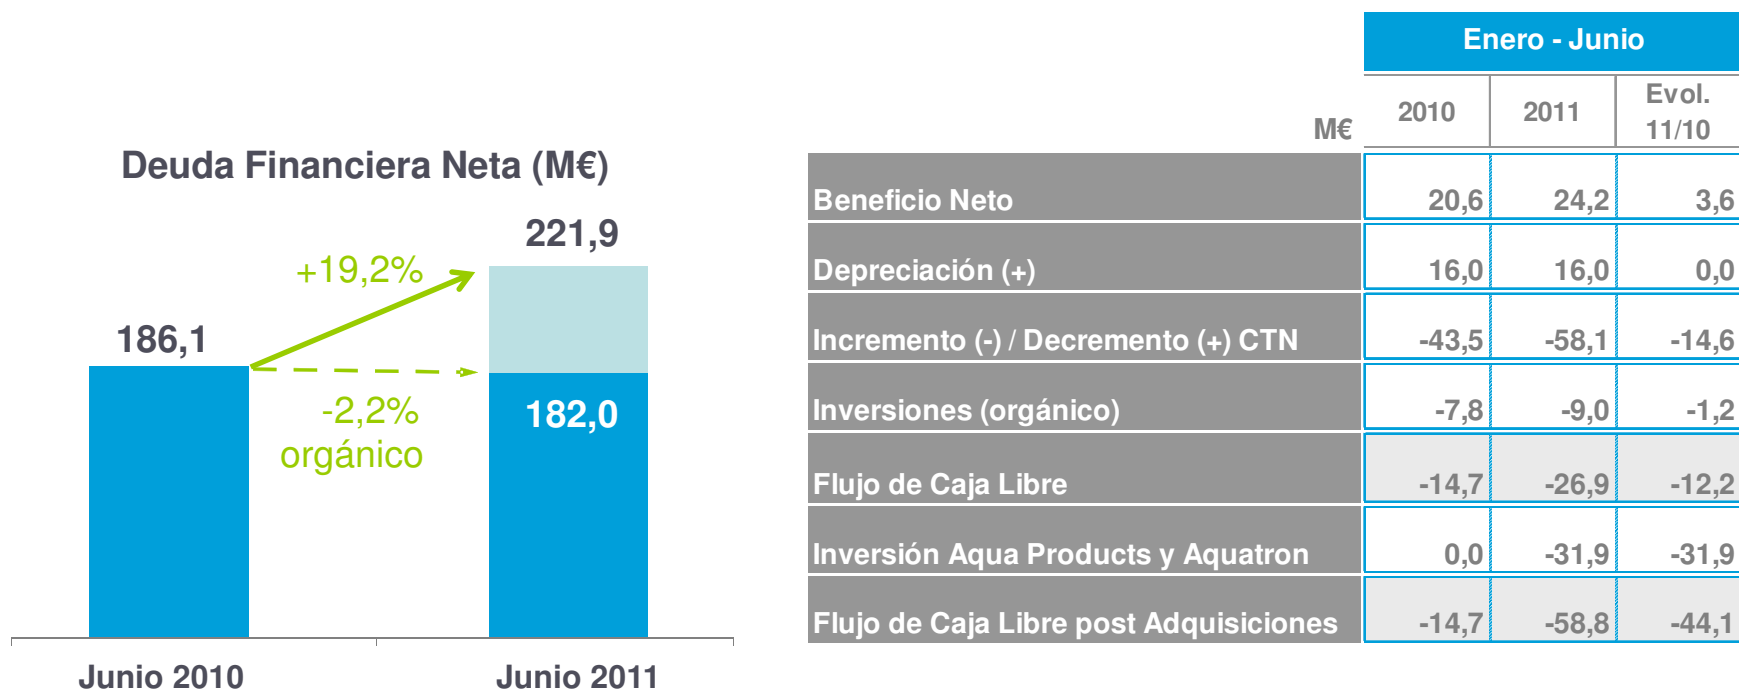 Deuda Financiera Neta (M€)
186,1
221,9
182,0
+19,2%
-2,2%
orgánico
Junio 2010
Junio 2011
Enero - Junio
M€ 2010 2011 Evol. 11/10
Beneficio Neto 20,6 24,2 3,6
Depreciación (+) 16,0 16,0 0,0
Incremento (-) / Decremento (+) CTN -43,5 -58,1 -14,6
Inversiones (orgánico) -7,8 -9,0 -1,2
Flujo de Caja Libre -14,7 -26,9 -12,2
Inversión Aqua Products y Aquatron 0,0 -31,9 -31,9
Flujo de Caja Libre post Adquisiciones -14,7 -58,8 -44,1